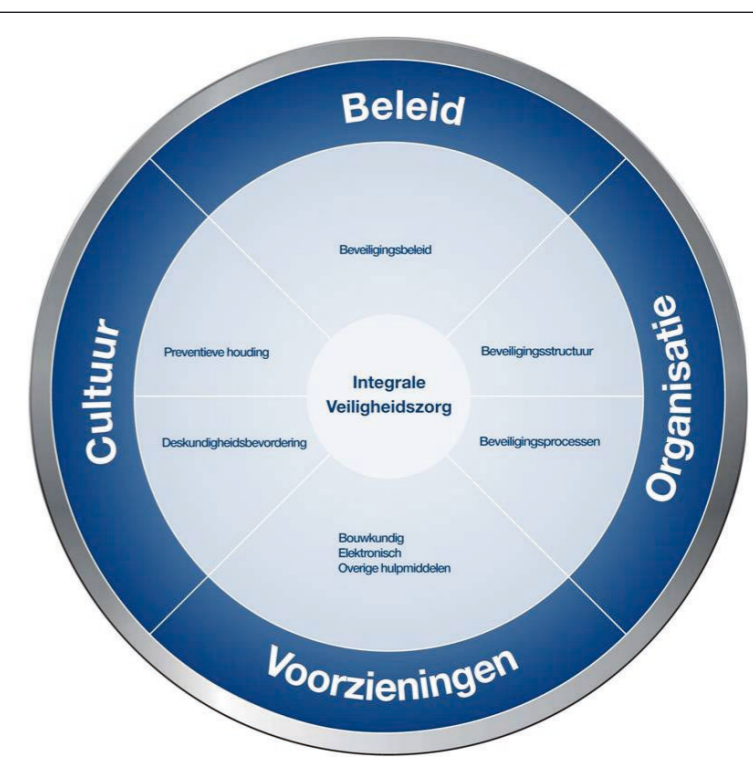 Beleid
Beveiligingsbeleid
Cultuur
Preventieve houding
Deskundigheidsbevordering
Integrale
Veiligheidszorg
Organisatie
Beveiligingsstructuur
Beveiligingsprocessen
Bouwkundig
Elektronisch
Overige hulpmiddelen
Voorzieningen